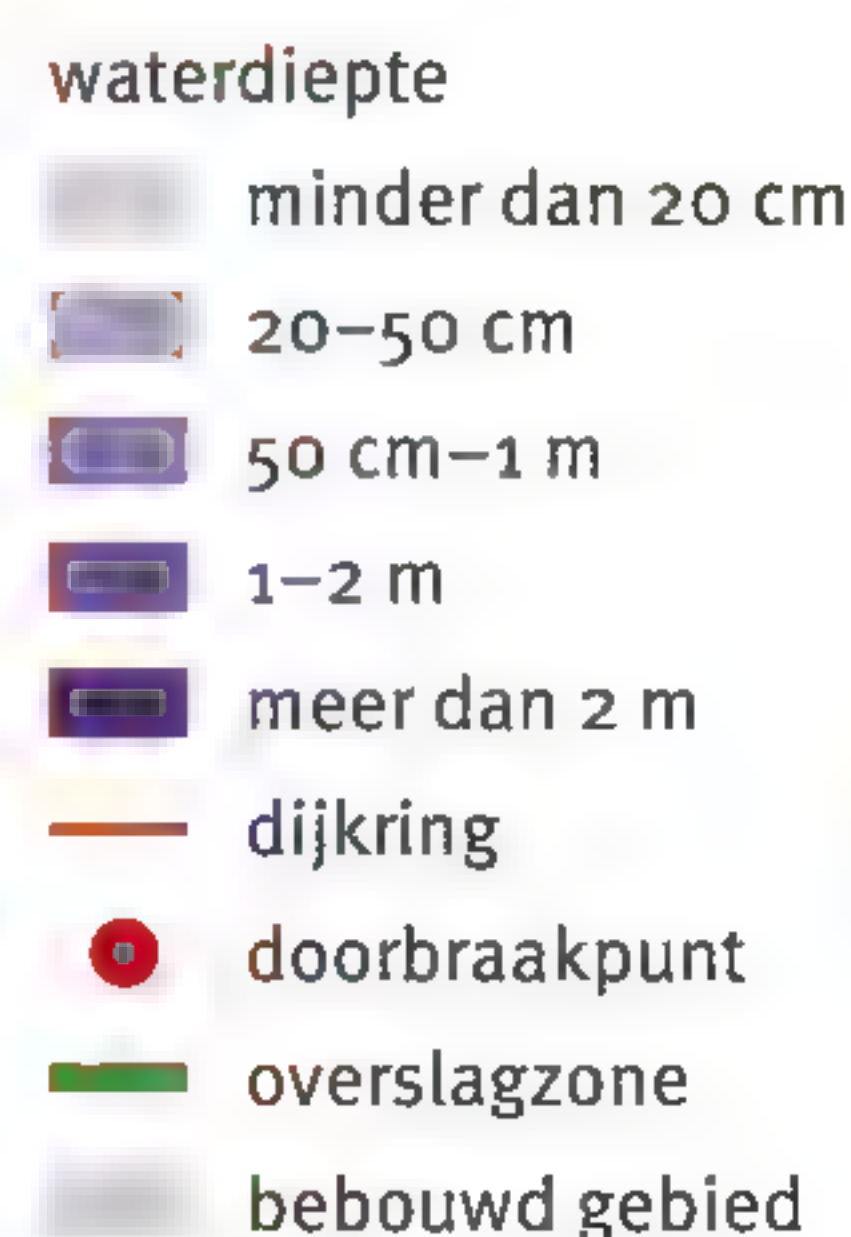 waterdiepte
minder dan 20 cm
20–50 cm
50 cm–1 m
1–2 m
meer dan 2 m
dijkring
doorbraakpunt
overslagzone
bebouwd gebied